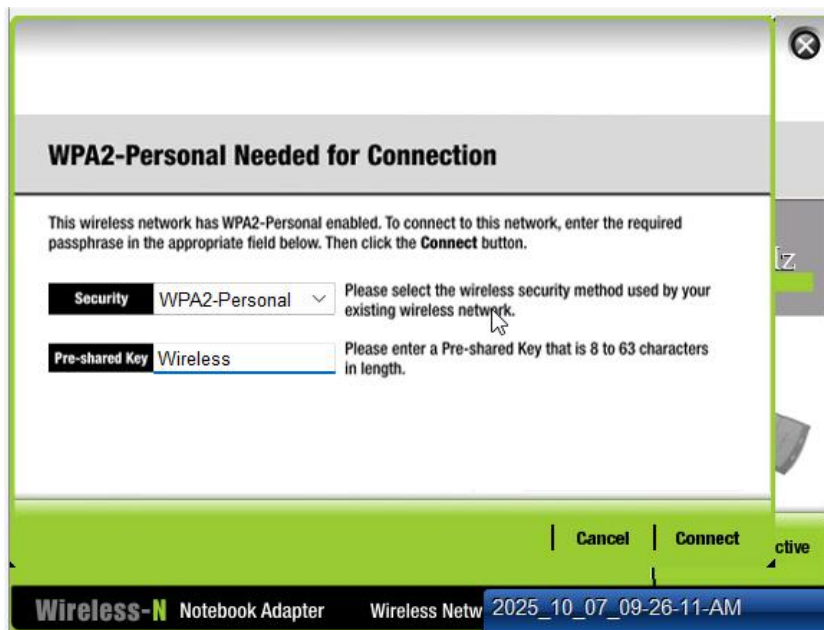 WPA2-Personal Needed for Connection
This wireless network has WPA2-Personal enabled. To connect to this network, enter the required
passphrase in the appropriate field below. Then click the Connect button.
Security WPA2-Personal Please select the wireless security method used by your
existing wireless network.
Pre-shared Key Wireless Please enter a Pre-shared Key that is 8 to 63 characters
in length.
Cancel Connect
Wireless-N Notebook Adapter Wireless Netw 2025_10_07_09-26-11-AM